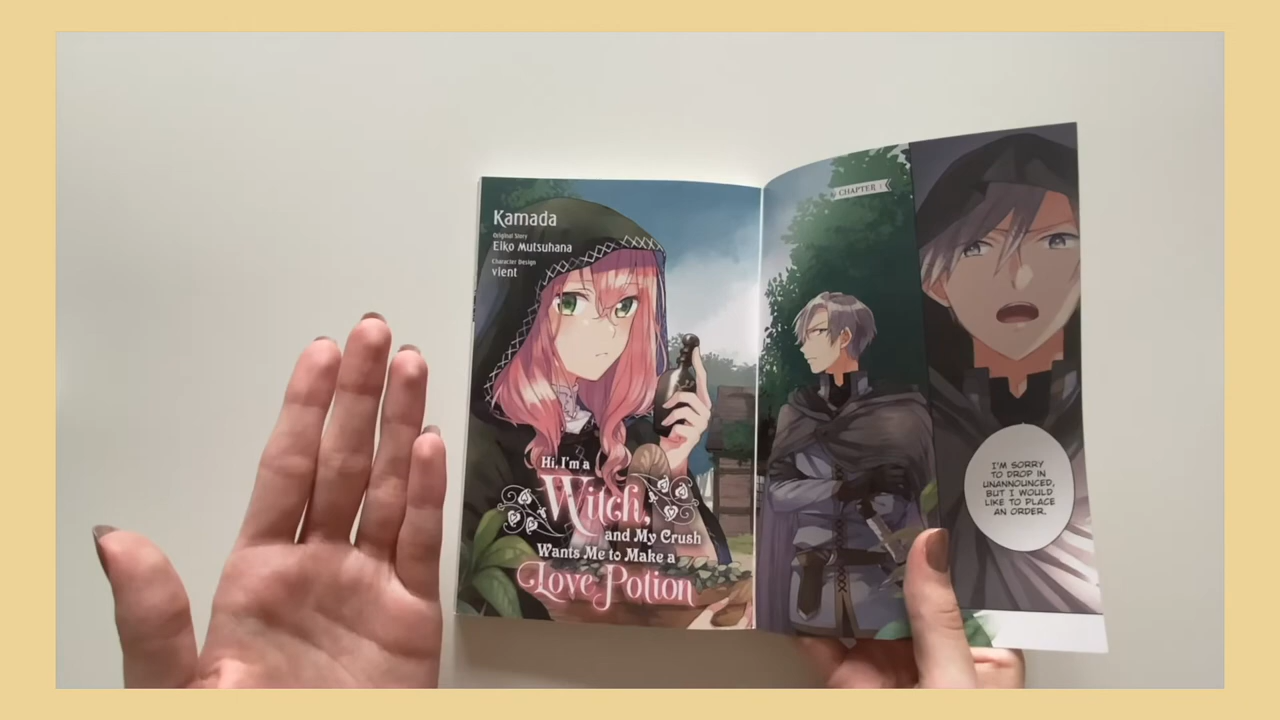 Kamada
Original Story
Eiko Mutsuhana
Character Design
vient
Hi, I'm a
Witch,
and My Crush
Wants Me to Make a
Love Potion
CHAPTER 1
I'M SORRY
TO DROP IN
UNANNOUNCED,
BUT I WOULD
LIKE TO PLACE
AN ORDER.